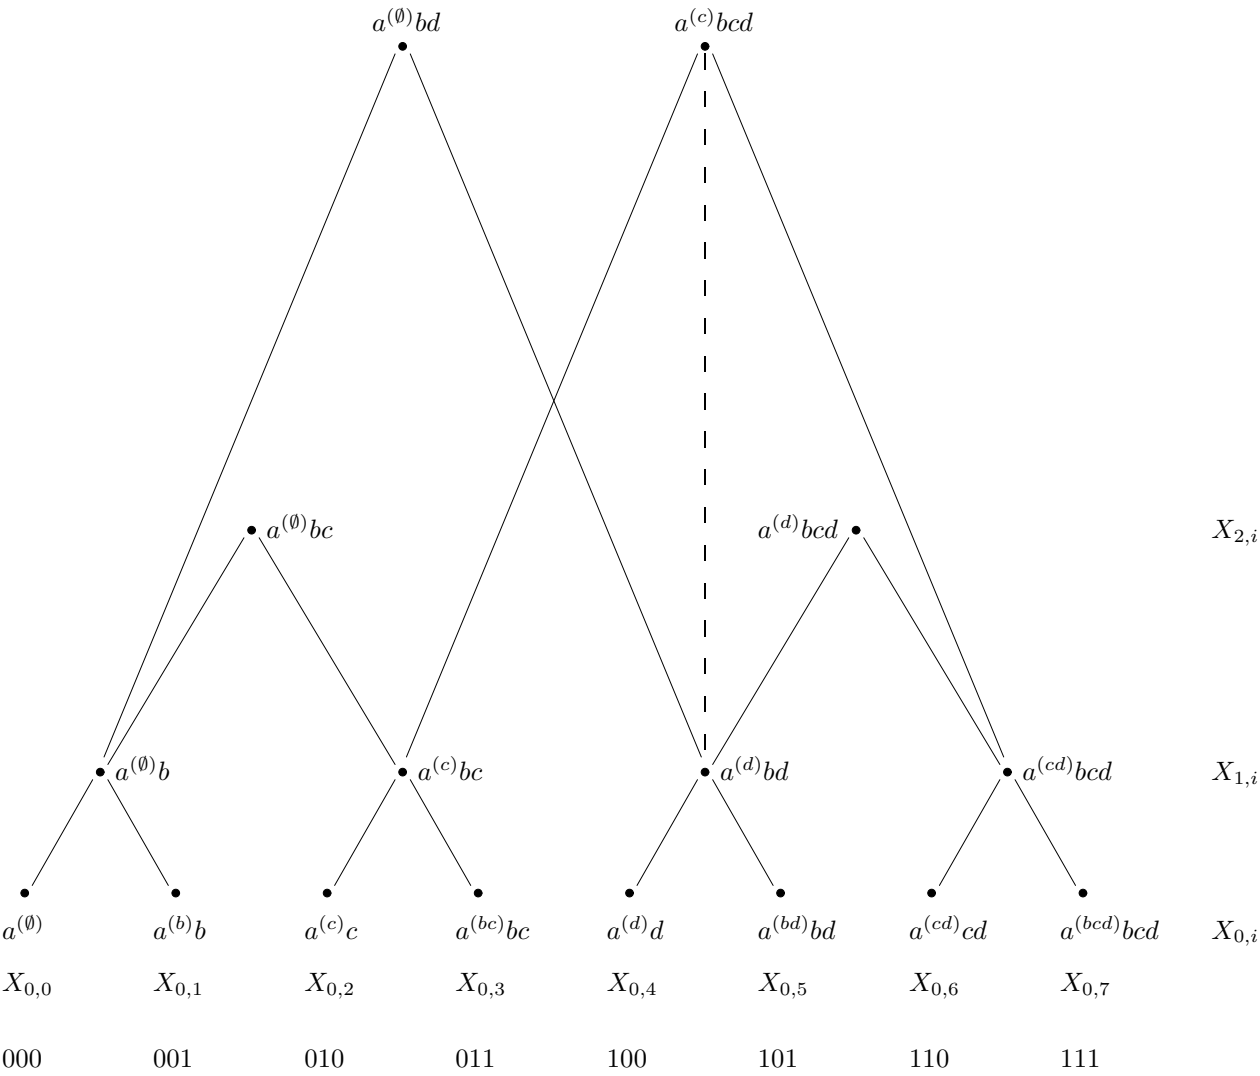 a^{(∅)}bd a^{(c)}bcd
a^{(∅)}bc a^{(d)}bcd X_{2,i}
a^{(∅)}b a^{(c)}bc a^{(d)}bd a^{(cd)}bcd X_{1,i}
a^{(∅)} a^{(b)}b a^{(c)}c a^{(bc)}bc a^{(d)}d a^{(bd)}bd a^{(cd)}cd a^{(bcd)}bcd X_{0,i}
X_{0,0} X_{0,1} X_{0,2} X_{0,3} X_{0,4} X_{0,5} X_{0,6} X_{0,7}
000 001 010 011 100 101 110 111